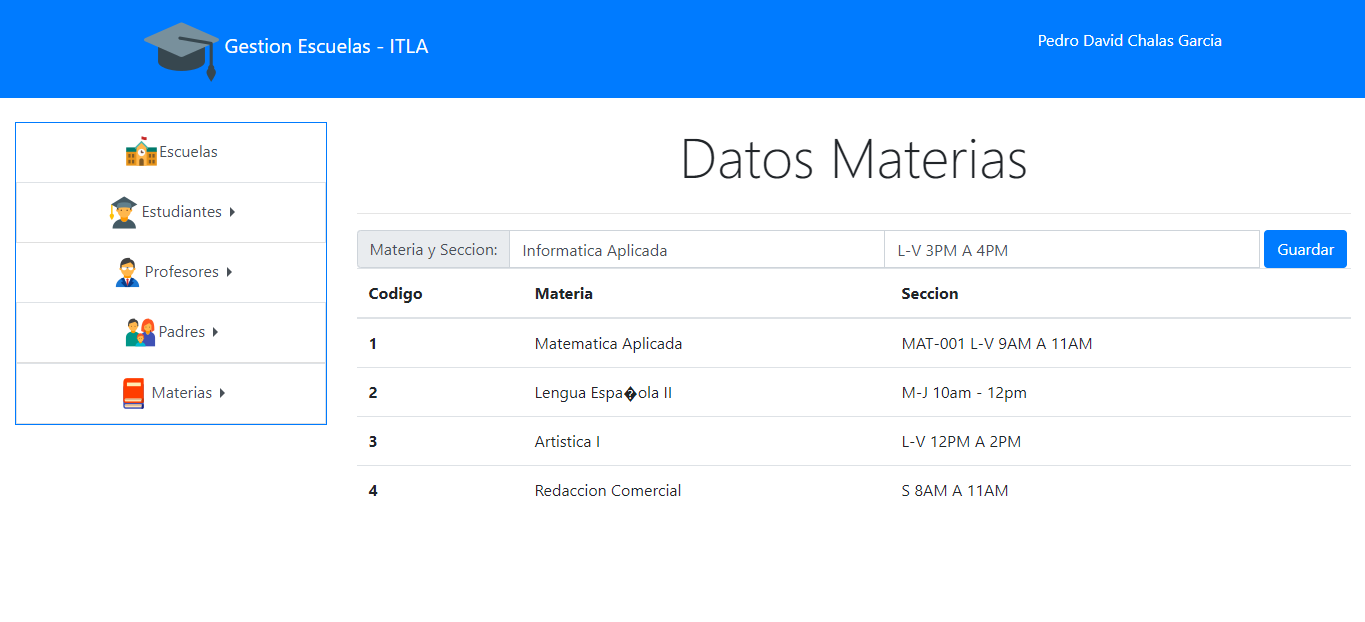 Gestion Escuelas - ITLA
Pedro David Chalas Garcia
Escuelas
Estudiantes
Profesores
Padres
Materias
Datos Materias
Materia y Seccion: Informatica Aplicada L-V 3PM A 4PM Guardar
Codigo Materia Seccion
1 Matematica Aplicada MAT-001 L-V 9AM A 11AM
2 Lengua Espa�ola II M-J 10am - 12pm
3 Artistica I L-V 12PM A 2PM
4 Redaccion Comercial S 8AM A 11AM